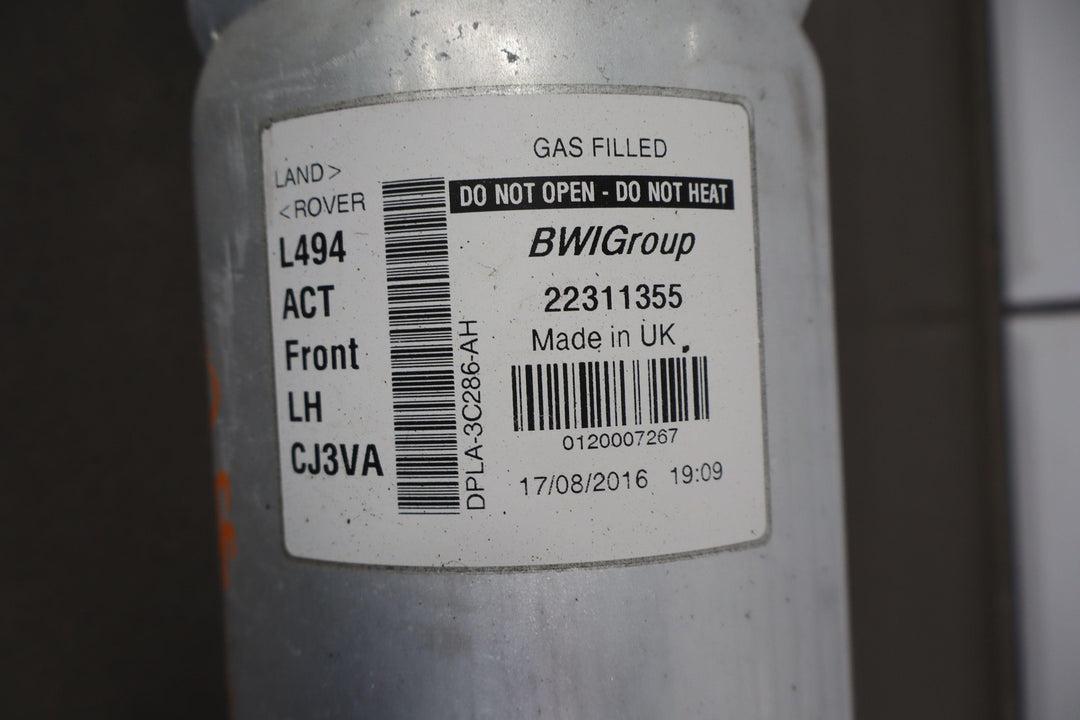 LAND>
<ROVER
L494
ACT
Front
LH
CJ3VA
DPLA-3C286-AH
GAS FILLED
DO NOT OPEN - DO NOT HEAT
BWIGroup
22311355
Made in UK
0120007267
17/08/2016 19:09